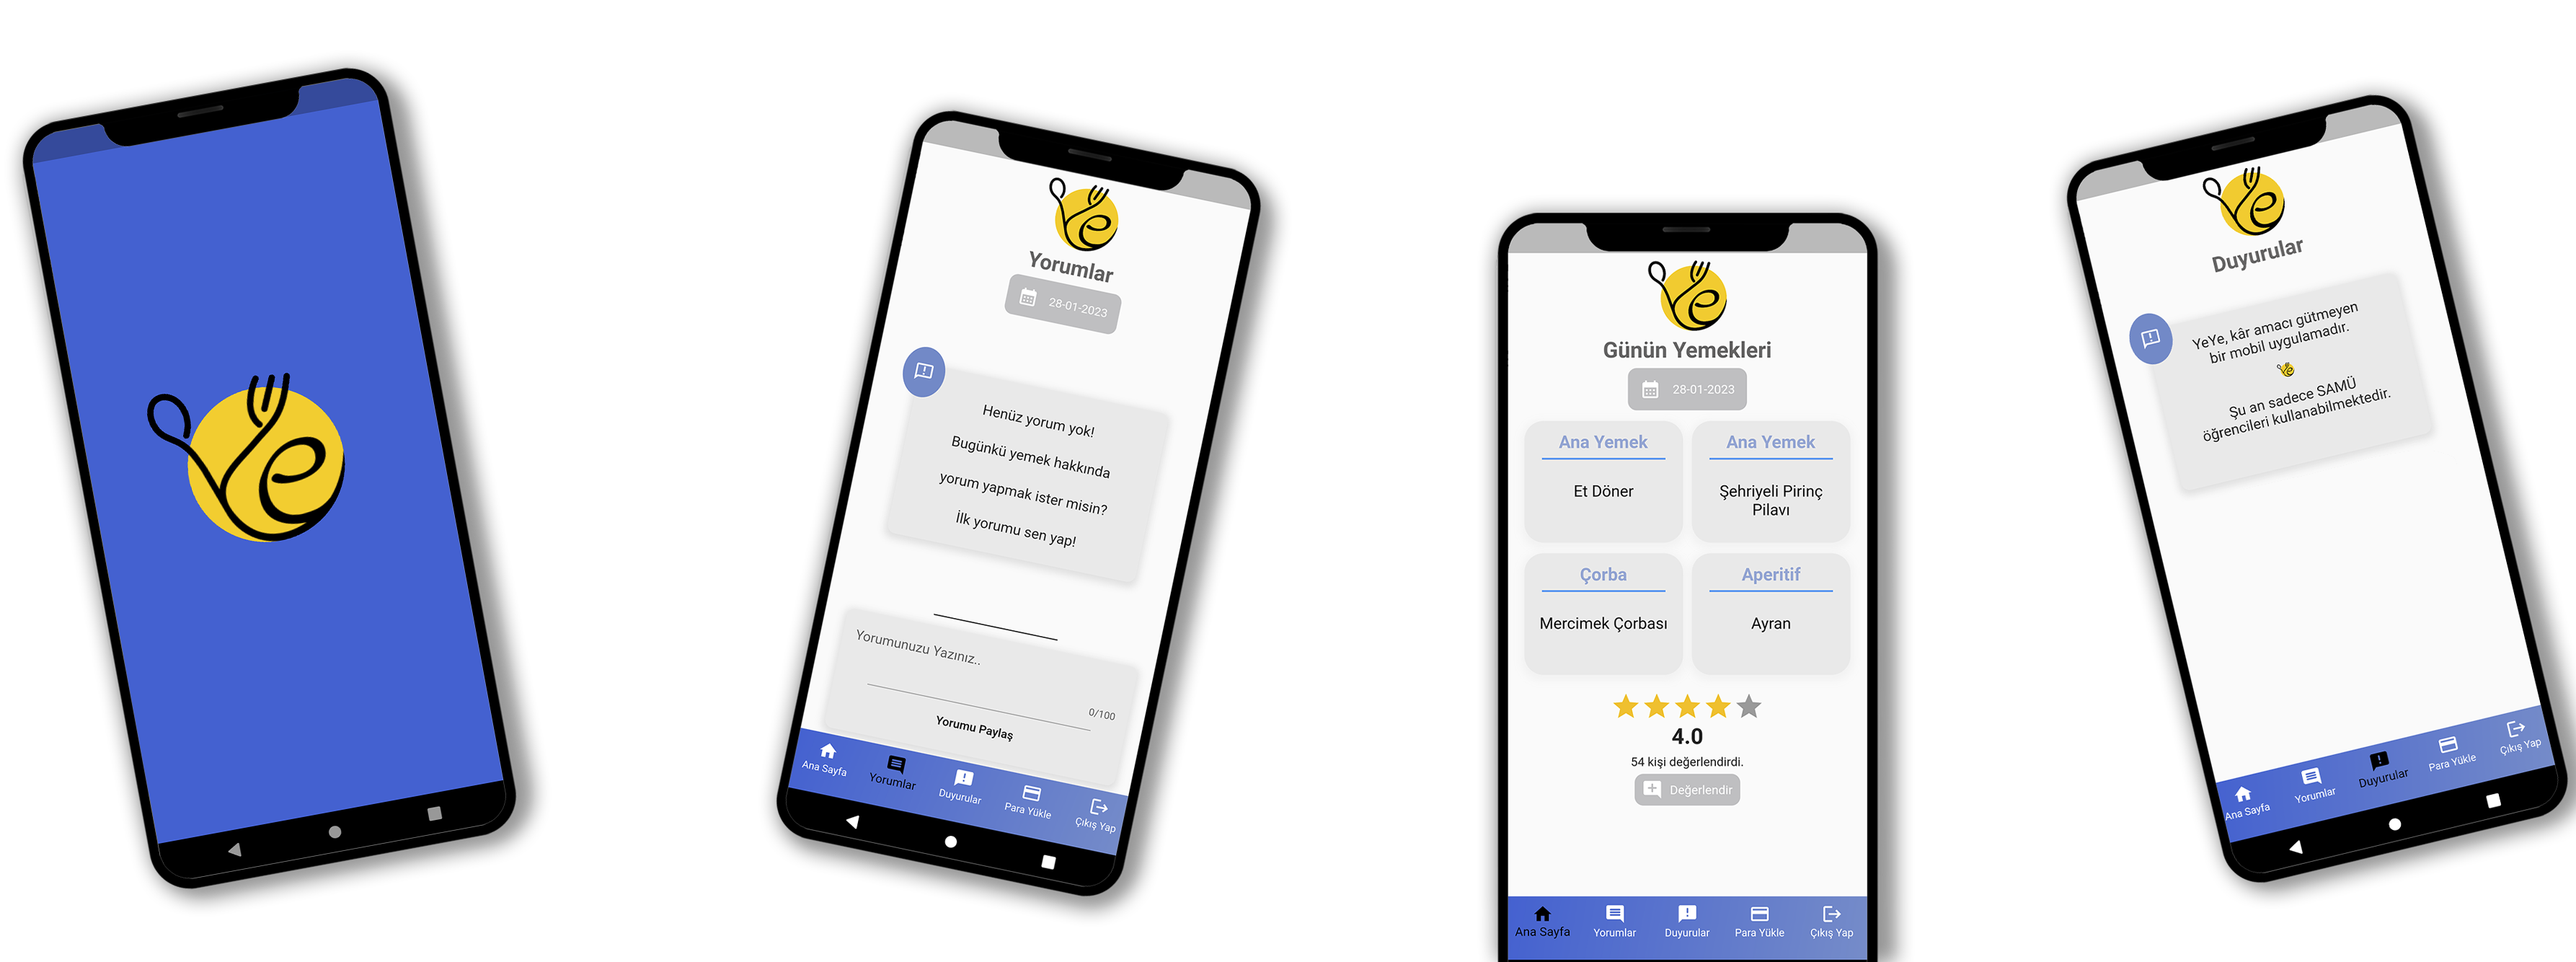 Yorumlar
28-01-2023
Henüz yorum yok!
Bugünkü yemek hakkında
yorum yapmak ister misin?
İlk yorumu sen yap!
Yorumunuzu Yazınız..
0/100
Yorumu Paylaş
Ana Sayfa
Yorumlar
Duyurular
Para Yükle
Çıkış Yap
Günün Yemekleri
28-01-2023
Ana Yemek
Et Döner
Ana Yemek
Şehriyeli Pirinç
Pilavı
Çorba
Mercimek Çorbası
Aperitif
Ayran
4.0
54 kişi değerlendirdi.
Değerlendir
Ana Sayfa
Yorumlar
Duyurular
Para Yükle
Çıkış Yap
Duyurular
YeYe, kâr amacı gütmeyen
bir mobil uygulamadır.
Şu an sadece SAMÜ
öğrencileri kullanabilmektedir.
Ana Sayfa
Yorumlar
Duyurular
Para Yükle
Çıkış Yap